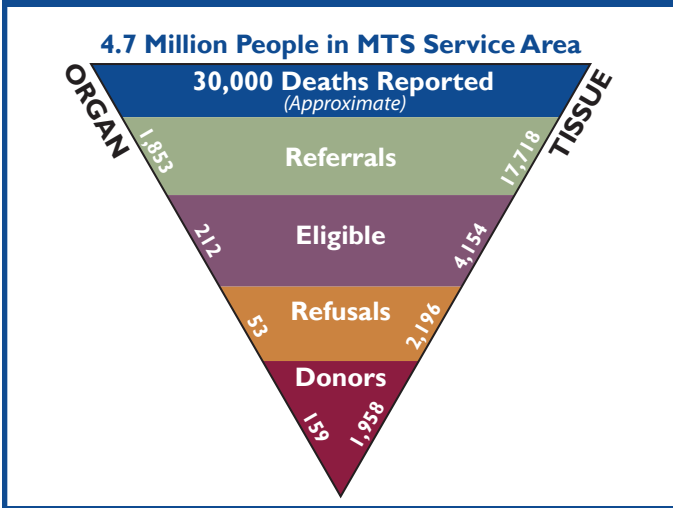 4.7 Million People in MTS Service Area
ORGAN
TISSUE
30,000 Deaths Reported
(Approximate)
1,853
Referrals
17,718
212
Eligible
4,154
53
Refusals
2,196
Donors
159
1,958